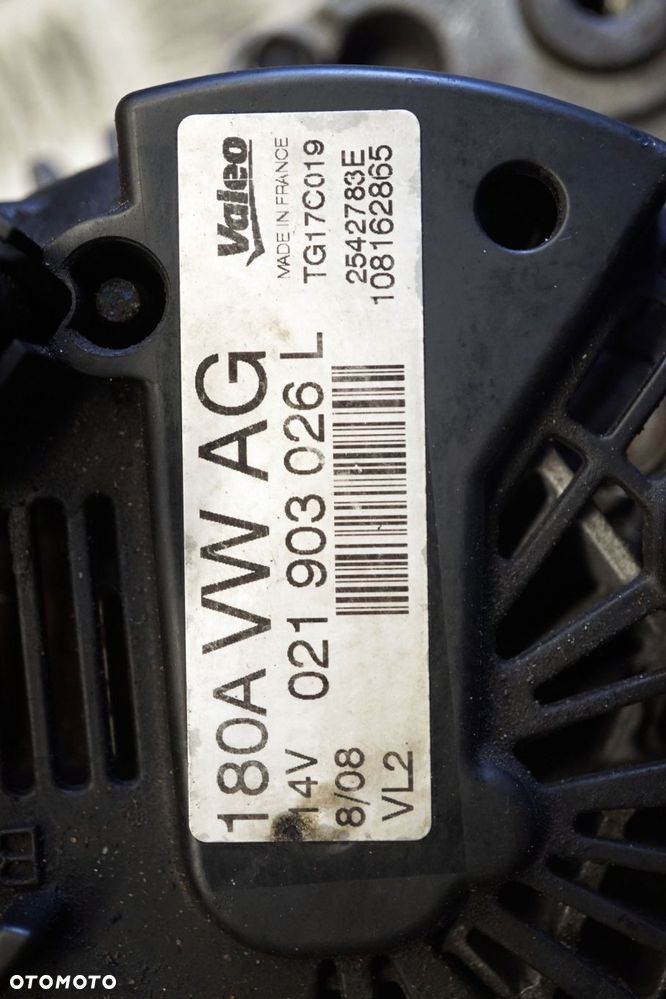 Valeo
MADE IN FRANCE
TG17C019
2542783E
108162865
180A VW AG
14V 021 903 026 L
8/08
VL2
OTOMOTO